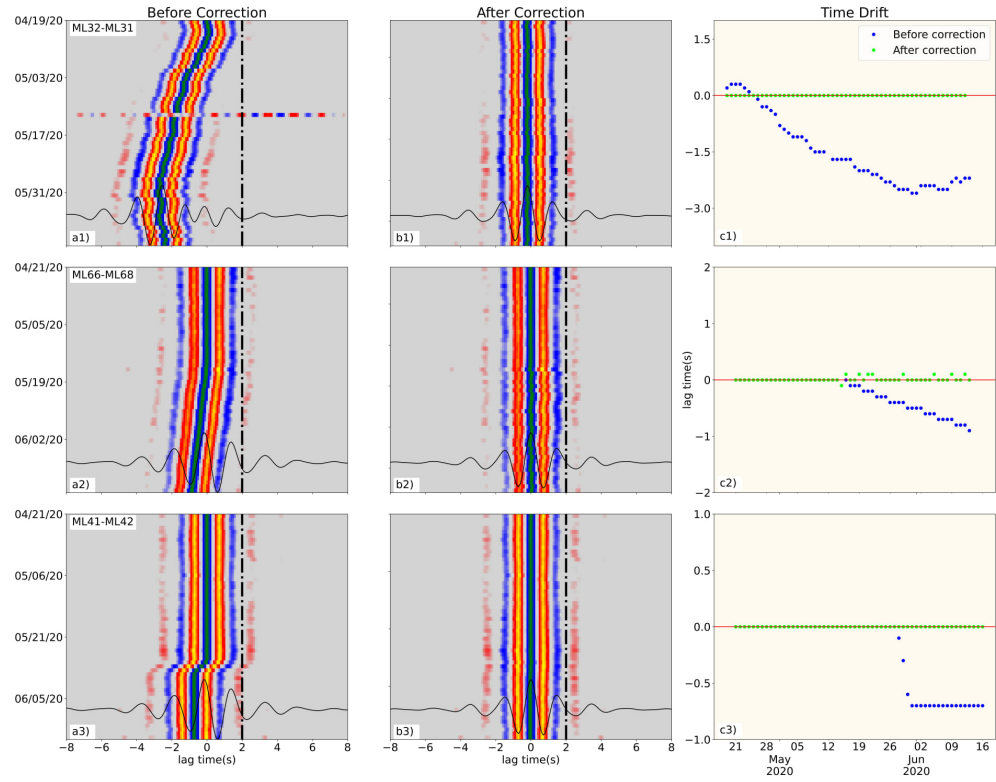 Before Correction
After Correction
Time Drift
04/19/20
ML32-ML31
05/03/20
05/17/20
05/31/20
a1)
b1)
1.5
0.0
−1.5
−3.0
Before correction
After correction
c1)
04/21/20
ML66-ML68
05/05/20
05/19/20
06/02/20
a2)
b2)
lag time(s)
2
1
0
−1
−2
c2)
04/21/20
ML41-ML42
05/06/20
05/21/20
06/05/20
a3)
−8 −6 −4 −2 0 2 4 6 8
lag time(s)
b3)
−8 −6 −4 −2 0 2 4 6 8
lag time(s)
1.0
0.5
0.0
−0.5
−1.0
c3)
21 28 05 12 19 26 02 09 16
May Jun
2020 2020